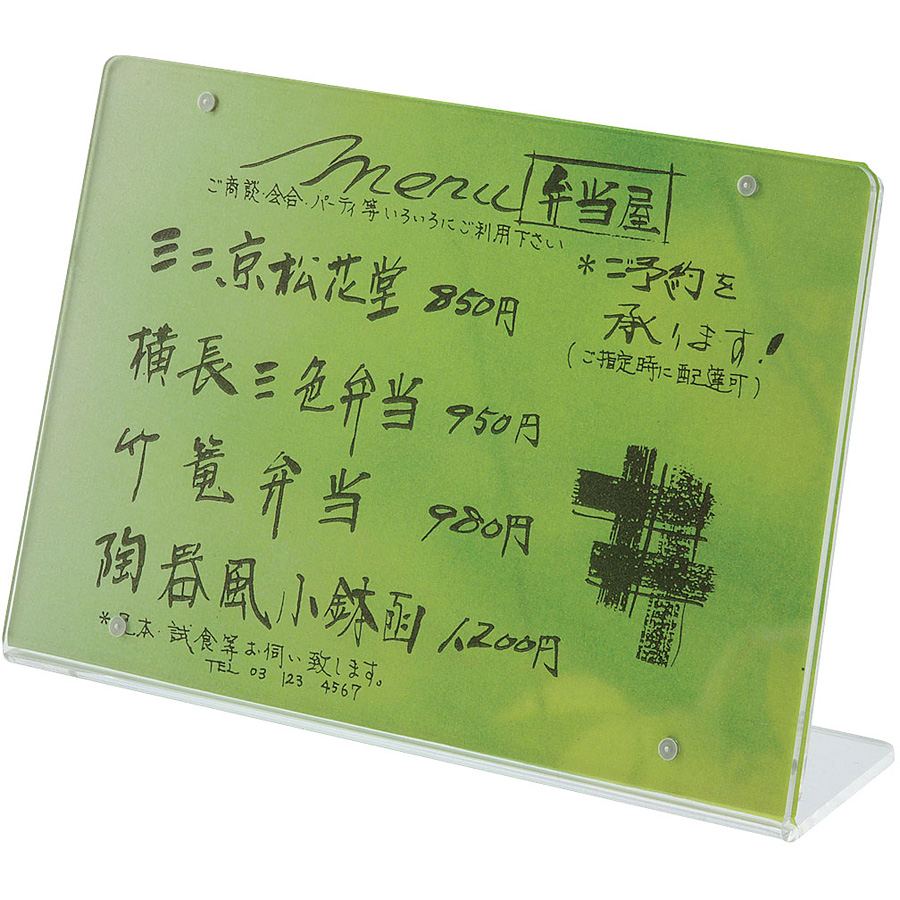 menu 弁当屋
ご商談・会合・パーティ等いろいろにご利用下さい
ミニ京松花堂 850円
横長三色弁当 950円
竹篭弁当 980円
陶器風小鉢函 1,200円
*見本・試食等お伺い致します。
TEL 03 123 4567
*ご予約を
承ります!
(ご指定時に配達可)